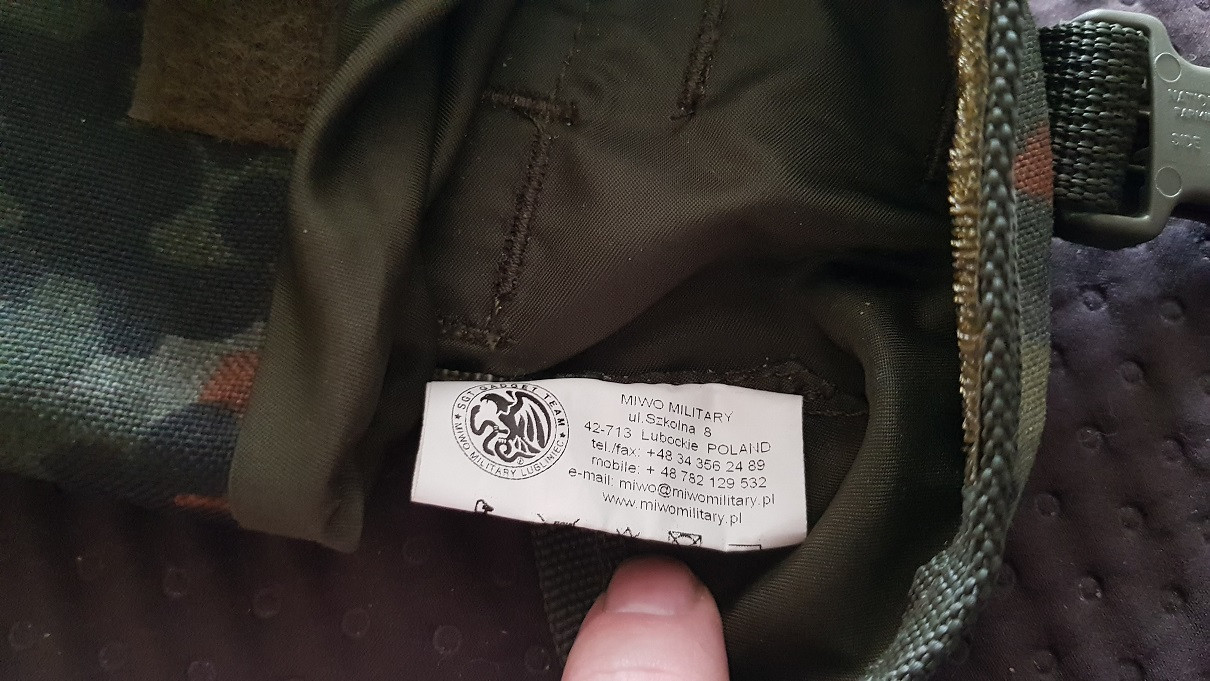 SGT GADGET TEAM
MIWO MILITARY LUBLINIEC
MIWO MILITARY
ul.Szkolna 8
42-713 Lubockie POLAND
tel./fax: +48 34 356 24 89
mobile: + 48 782 129 532
e-mail: miwo@miwomilitary.pl
www.miwomilitary.pl
SIDE